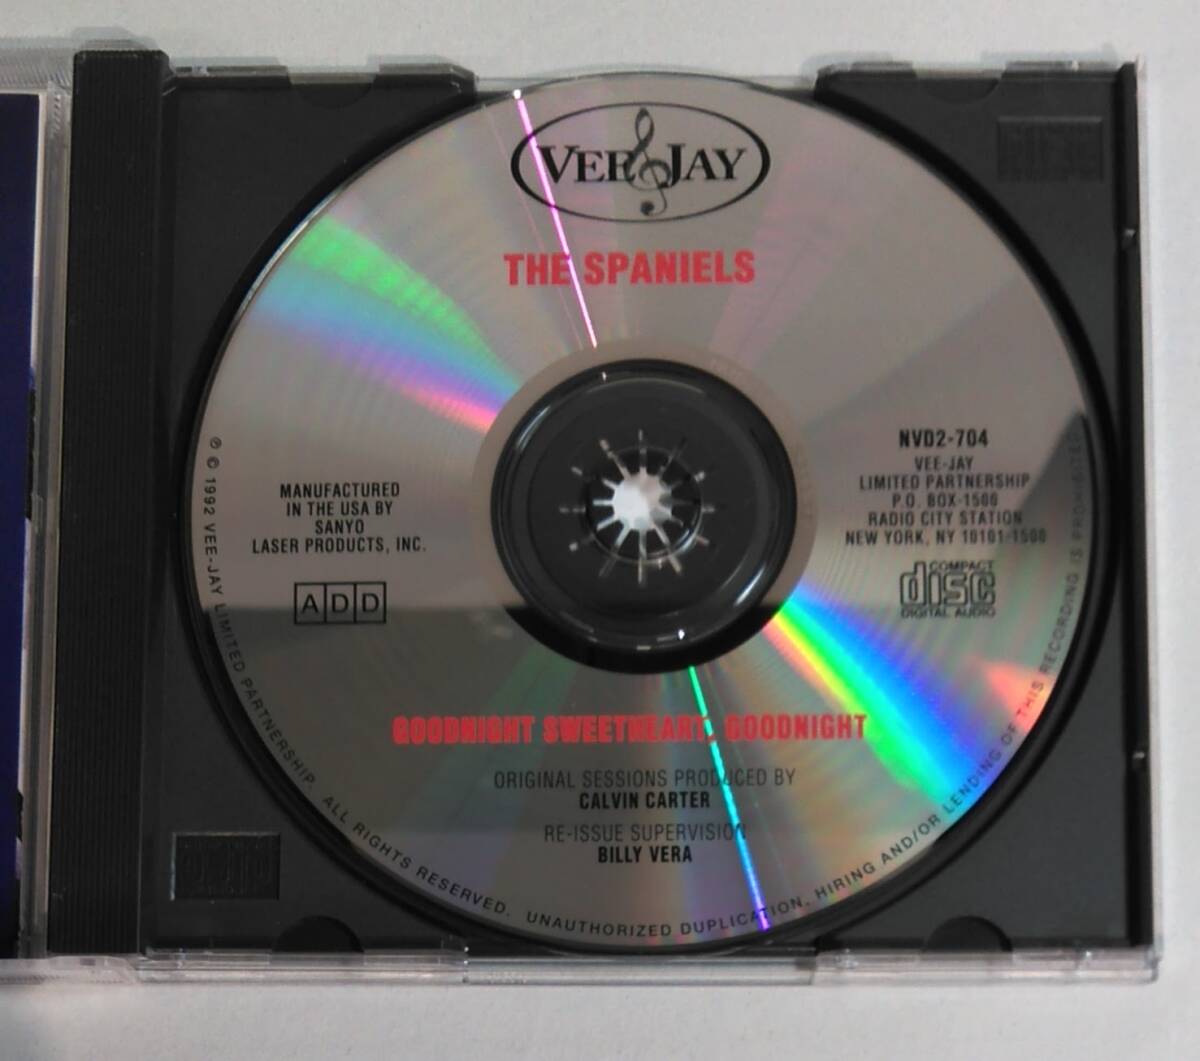 VEE JAY
THE SPANIELS
MANUFACTURED
IN THE USA BY
SANYO
LASER PRODUCTS, INC.
ADD
NVD2-704
VEE-JAY
LIMITED PARTNERSHIP
P.O. BOX-1508
RADIO CITY STATION
NEW YORK, NY 10101-1508
COMPACT
disc
DIGITAL AUDIO
GOODNIGHT SWEETHEART, GOODNIGHT
ORIGINAL SESSIONS PRODUCED BY
CALVIN CARTER
RE-ISSUE SUPERVISION
BILLY VERA
℗ © 1992 VEE-JAY LIMITED PARTNERSHIP. ALL RIGHTS RESERVED. UNAUTHORIZED DUPLICATION, HIRING AND/OR LENDING OF THIS RECORDING IS PROHIBITED